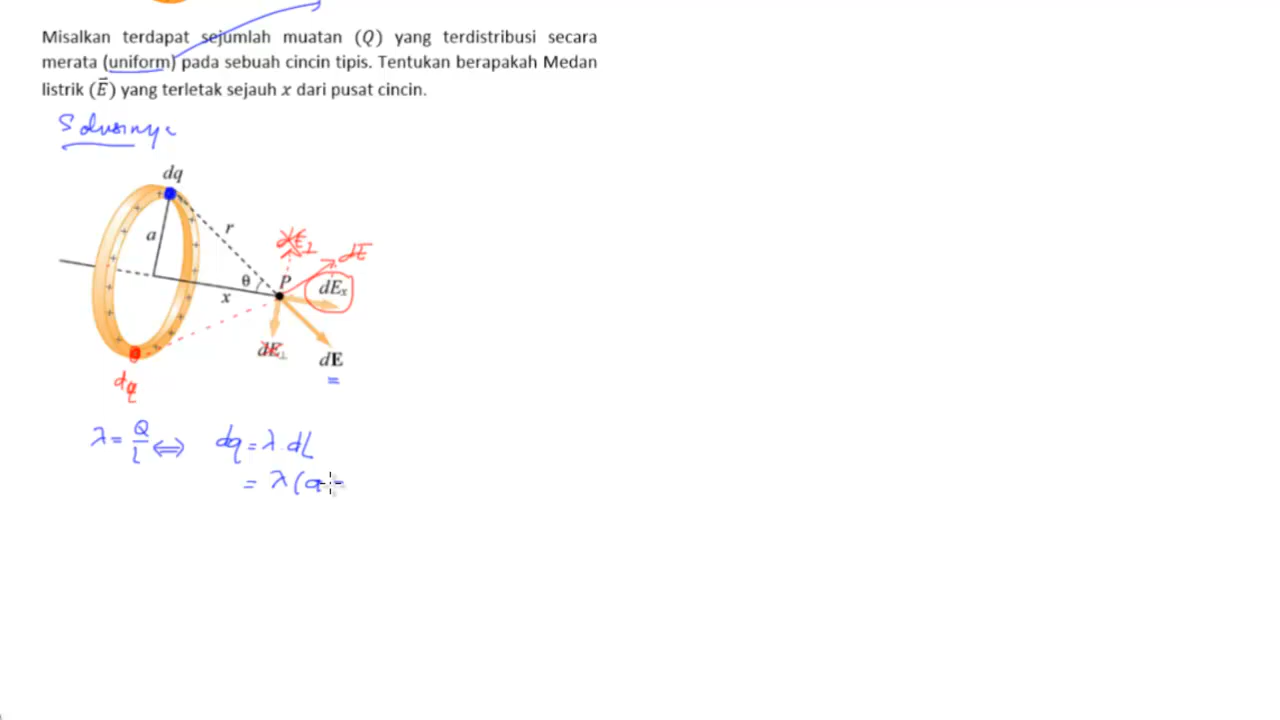 Misalkan terdapat sejumlah muatan (Q) yang terdistribusi secara
merata (uniform) pada sebuah cincin tipis. Tentukan berapakah Medan
listrik (E⃗) yang terletak sejauh x dari pusat cincin.
Solusinya
dq
a
r
dE⊥
dE
θ
P
dEₓ
x
dE⊥
dE
=
dq
λ = Q/L ⇔ dq = λ · dL
= λ (a